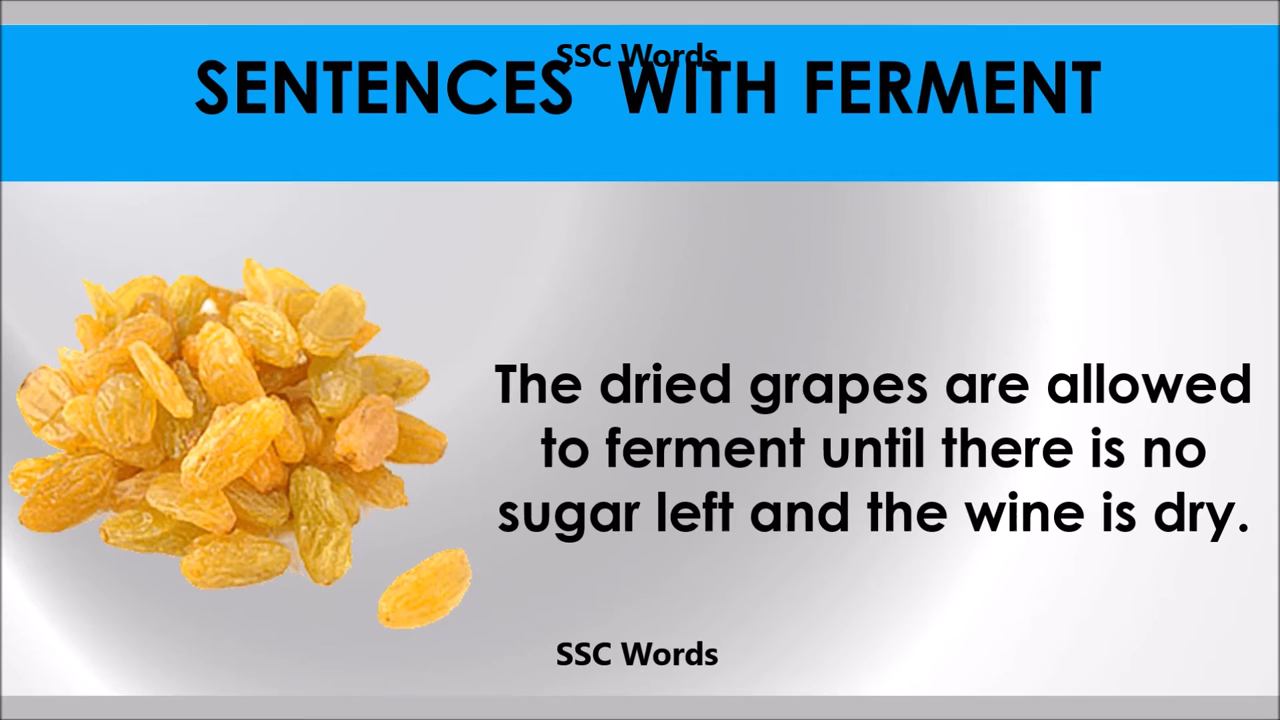 SSC Words
SENTENCES WITH FERMENT
The dried grapes are allowed
to ferment until there is no
sugar left and the wine is dry.
SSC Words